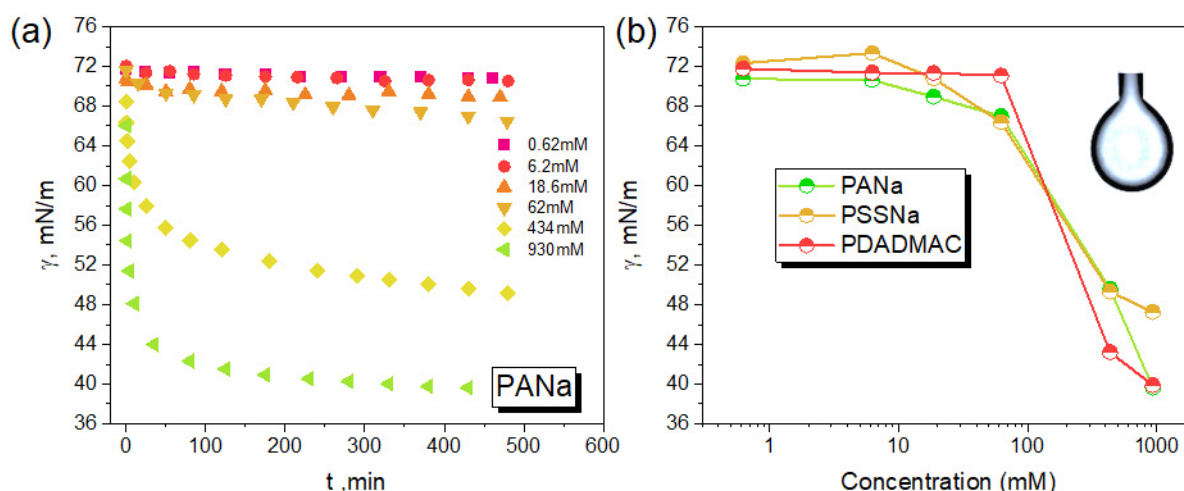 (a)
76
72
68
64
60
56
52
48
44
40
36
γ, mN/m
0 100 200 300 400 500 600
t ,min
0.62mM
6.2mM
18.6mM
62mM
434mM
930mM
PANa
(b)
76
72
68
64
60
56
52
48
44
40
36
γ, mN/m
1 10 100 1000
Concentration (mM)
PANa
PSSNa
PDADMAC